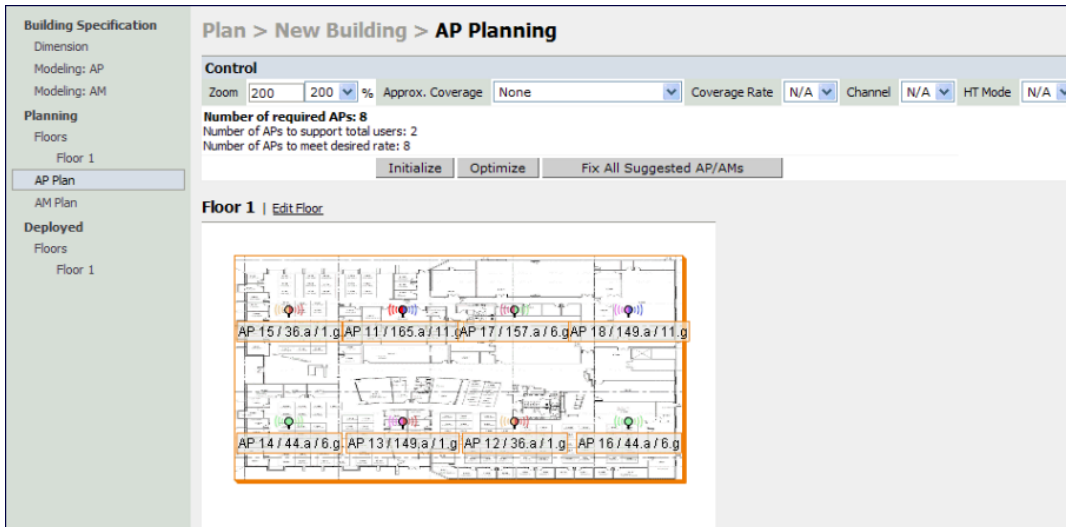 Building Specification
Dimension
Modeling: AP
Modeling: AM
Planning
Floors
Floor 1
AP Plan
AM Plan
Deployed
Floors
Floor 1
Plan > New Building > AP Planning
Control
Zoom 200 200 % Approx. Coverage None Coverage Rate N/A Channel N/A HT Mode N/A
Number of required APs: 8
Number of APs to support total users: 2
Number of APs to meet desired rate: 8
Initialize Optimize Fix All Suggested AP/AMs
Floor 1 | Edit Floor
AP 15 / 36.a / 1.g AP 11 / 165.a / 11.g AP 17 / 157.a / 6.g AP 18 / 149.a / 11.g
AP 14 / 44.a / 6.g AP 13 / 149.a / 1.g AP 12 / 36.a / 1.g AP 16 / 44.a / 6.g